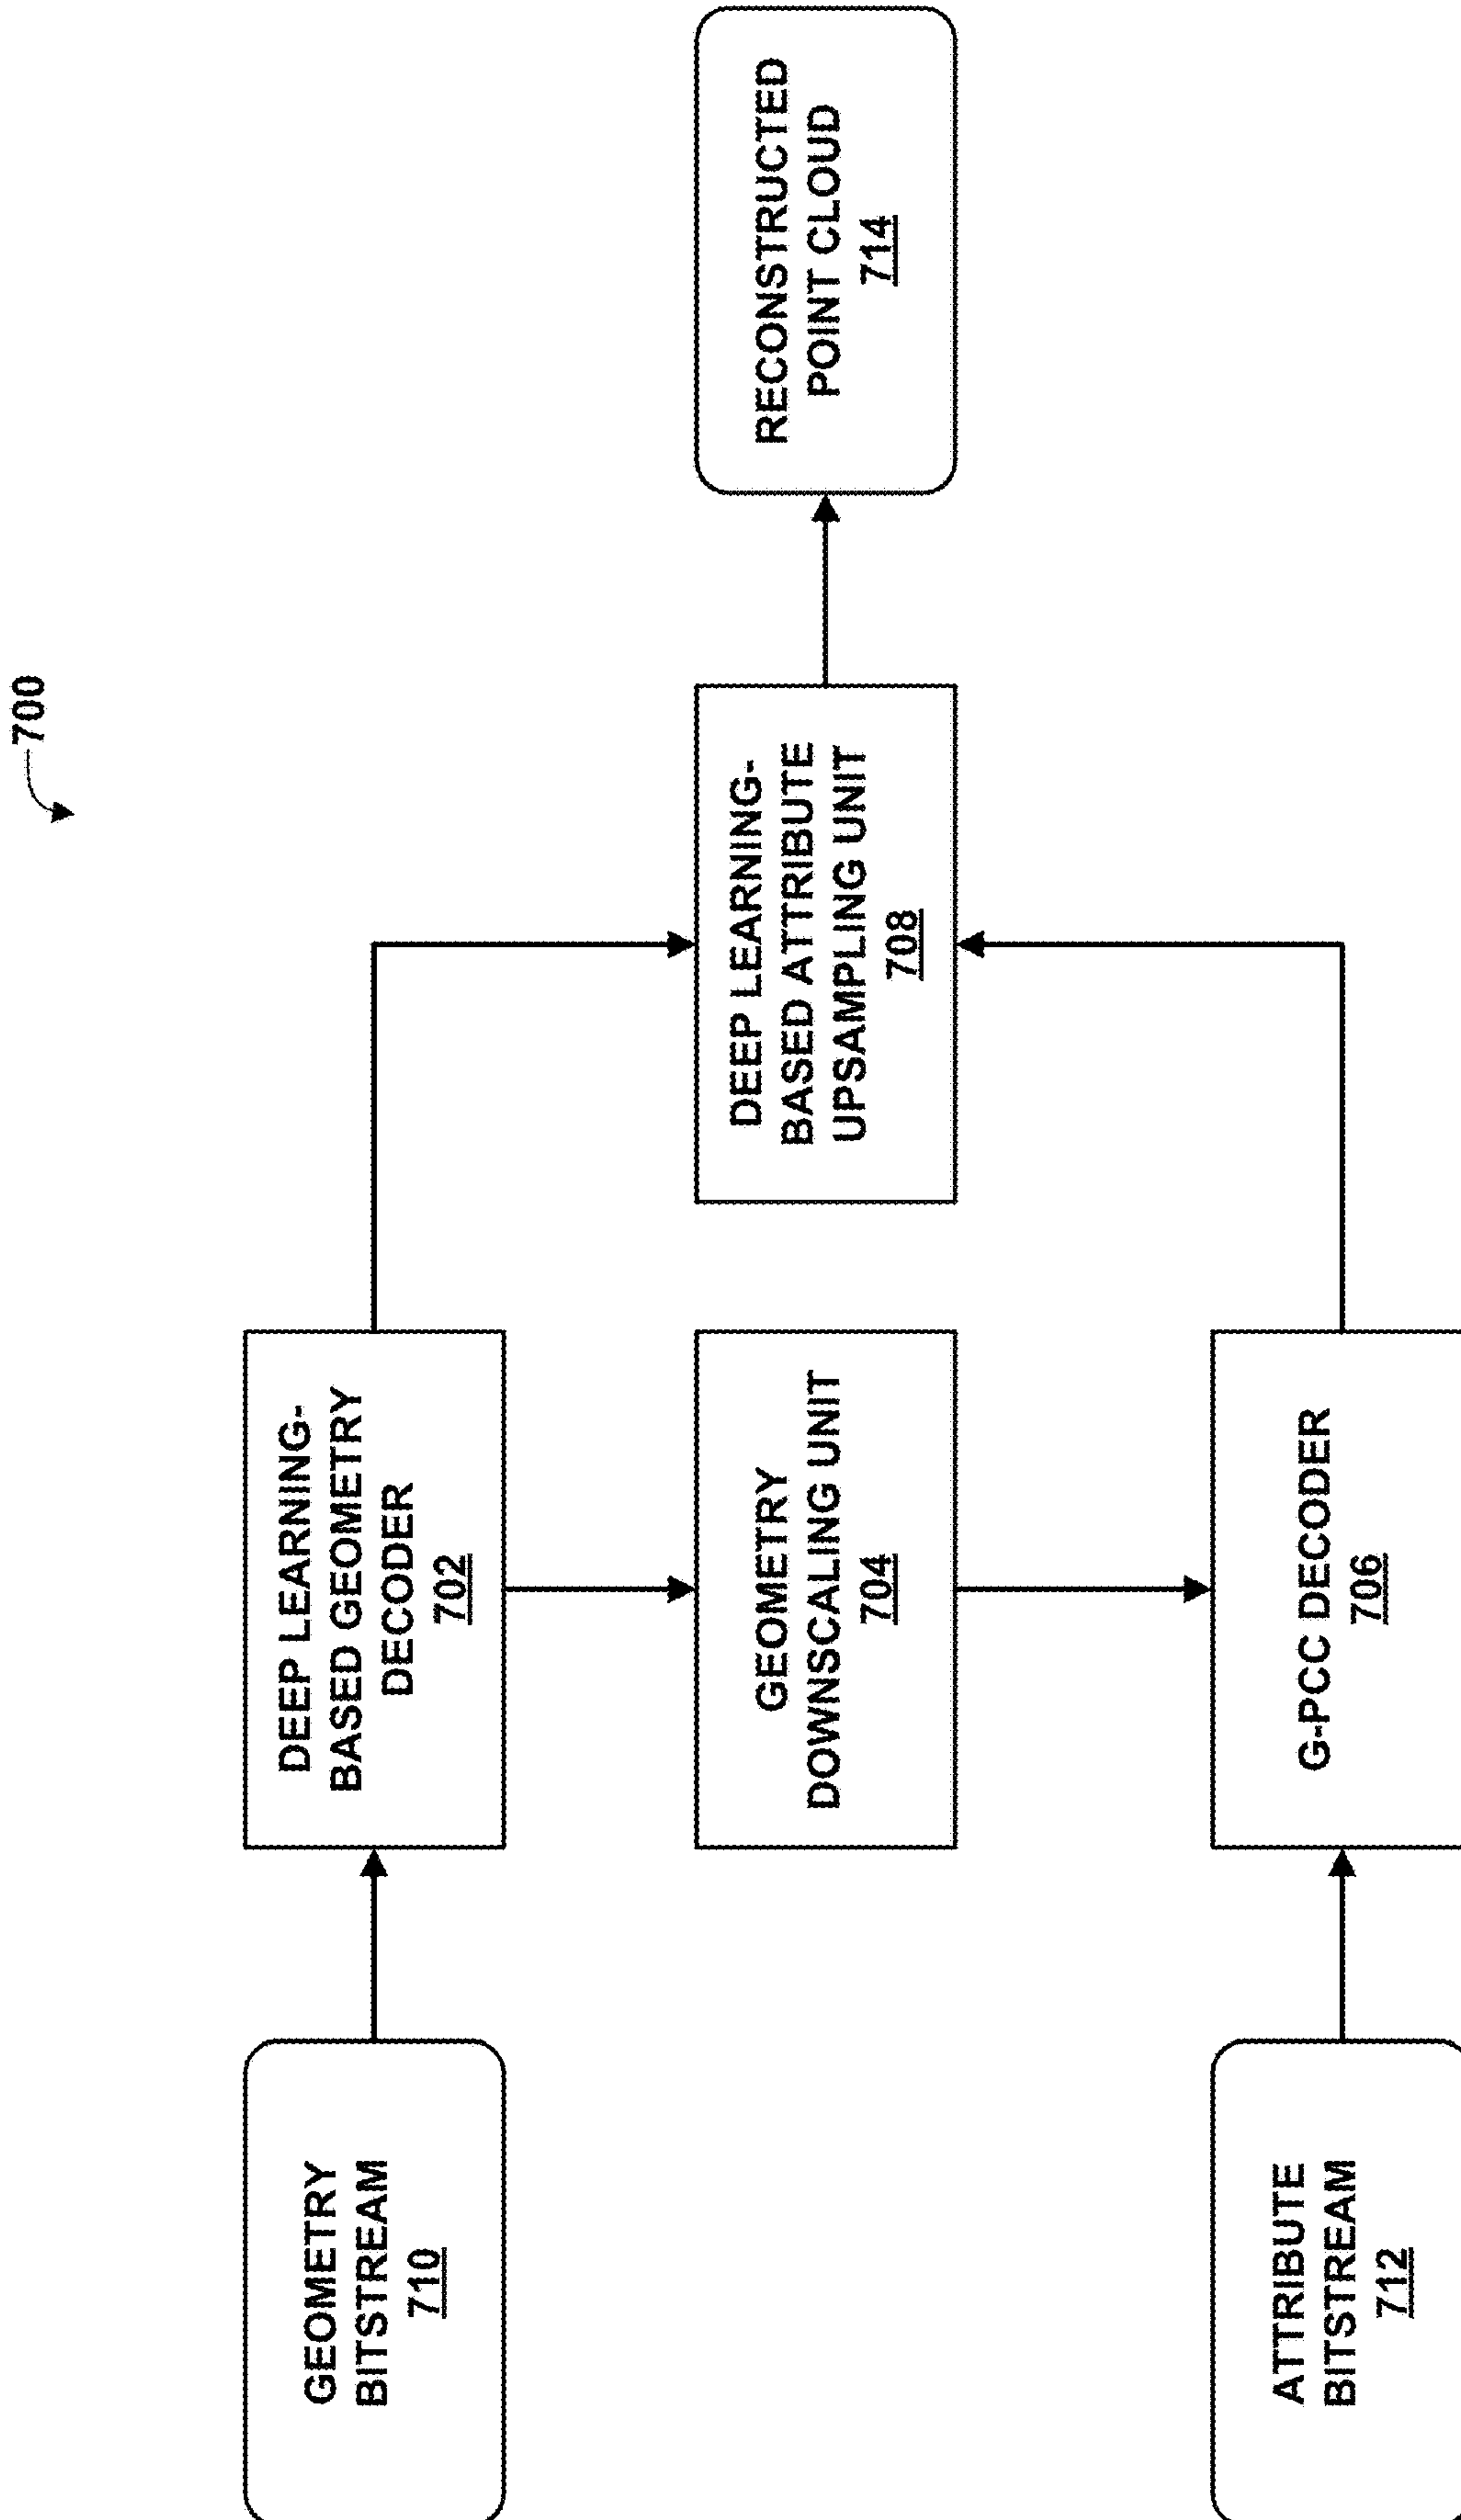 700
GEOMETRY
BITSTREAM
710
DEEP LEARNING-
BASED GEOMETRY
DECODER
702
GEOMETRY
DOWNSCALING UNIT
704
ATTRIBUTE
BITSTREAM
712
G-PCC DECODER
706
DEEP LEARNING-
BASED ATTRIBUTE
UPSAMPLING UNIT
708
RECONSTRUCTED
POINT CLOUD
714